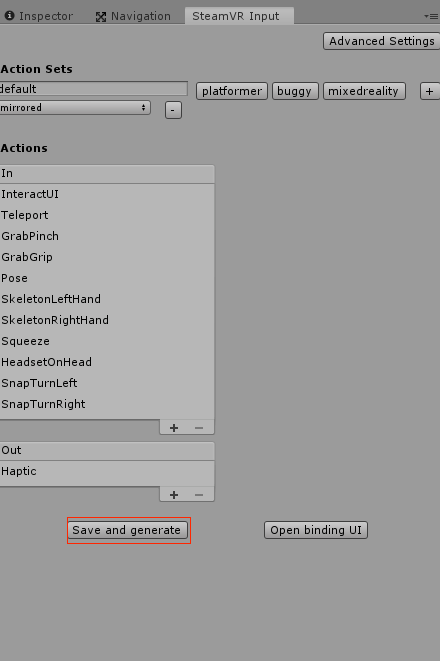 Inspector Navigation SteamVR Input
Advanced Settings
Action Sets
default platformer buggy mixedreality +
mirrored -
Actions
In
InteractUI
Teleport
GrabPinch
GrabGrip
Pose
SkeletonLeftHand
SkeletonRightHand
Squeeze
HeadsetOnHead
SnapTurnLeft
SnapTurnRight
+ −
Out
Haptic
+ −
Save and generate Open binding UI